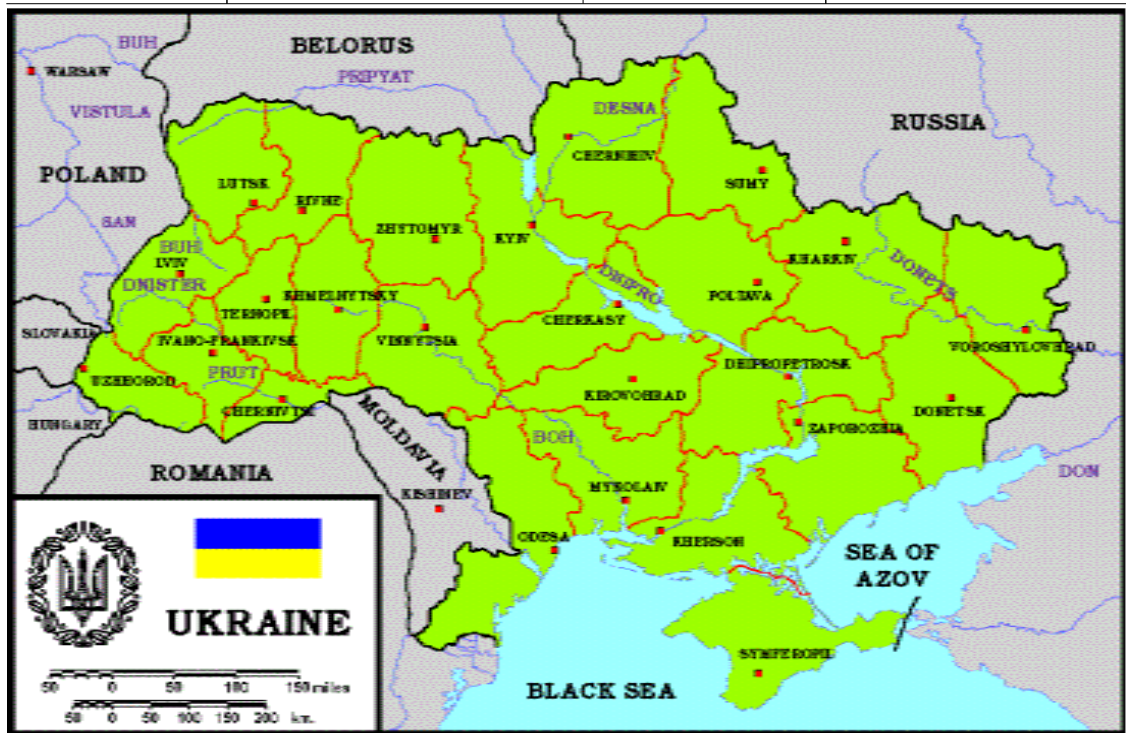 BUH
BELORUS
WARSAW
PRIPYAT
VISTULA
DESNA
RUSSIA
CHERNIHIV
POLAND
LUTSK
SUMY
RIVNE
SAN
ZHYTOMYR
KYIV
BUH
LVIV
KHARKIV
DONETS
DNISTER
DNIPRO
KHMELNYTSKY
POLTAVA
TERNOPIL
CHERKASY
SLOVAKIA
IVANO-FRANKIVSK
VINNYTSIA
VOROSHYLOWHRAD
DNIPROPETROSK
UZHHOROD
PRUT
KIROVOHRAD
CHERNIVTSI
DONETSK
HUNGARY
MOLDAVIA
BOH
ZAPOROZHIA
ROMANIA
DON
KISHINEV
MYKOLAIV
ODESA
KHERSON
SEA OF
AZOV
UKRAINE
SYMFEROPIL
BLACK SEA
50 0 50 100 150 miles
50 0 50 100 150 200 km.